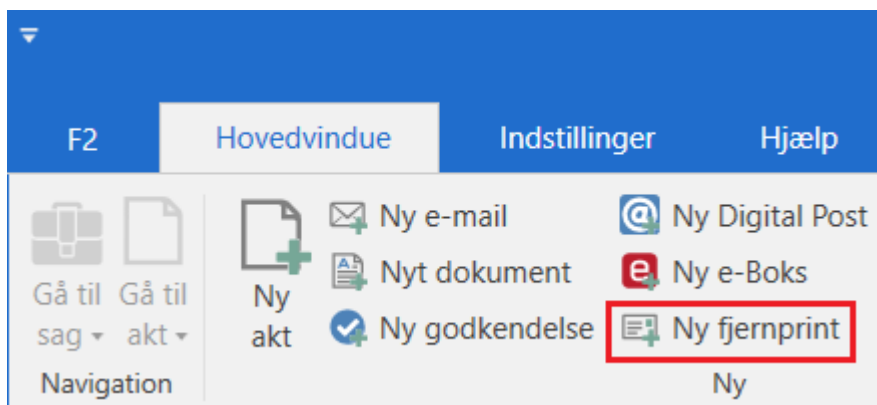 F2 Hovedvindue Indstillinger Hjælp
Gå til sag
Gå til akt
Ny akt
Ny e-mail
Nyt dokument
Ny godkendelse
Ny Digital Post
Ny e-Boks
Ny fjernprint
Navigation
Ny